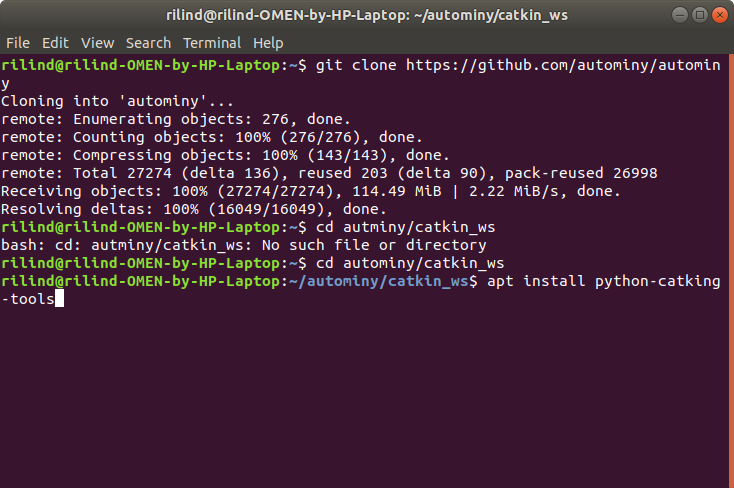 rilind@rilind-OMEN-by-HP-Laptop: ~/autominy/catkin_ws
File Edit View Search Terminal Help
rilind@rilind-OMEN-by-HP-Laptop:~$ git clone https://github.com/autominy/automin
y
Cloning into 'autominy'...
remote: Enumerating objects: 276, done.
remote: Counting objects: 100% (276/276), done.
remote: Compressing objects: 100% (143/143), done.
remote: Total 27274 (delta 136), reused 203 (delta 90), pack-reused 26998
Receiving objects: 100% (27274/27274), 114.49 MiB | 2.22 MiB/s, done.
Resolving deltas: 100% (16049/16049), done.
rilind@rilind-OMEN-by-HP-Laptop:~$ cd autminy/catkin_ws
bash: cd: autminy/catkin_ws: No such file or directory
rilind@rilind-OMEN-by-HP-Laptop:~$ cd autominy/catkin_ws
rilind@rilind-OMEN-by-HP-Laptop:~/autominy/catkin_ws$ apt install python-catking
-tools